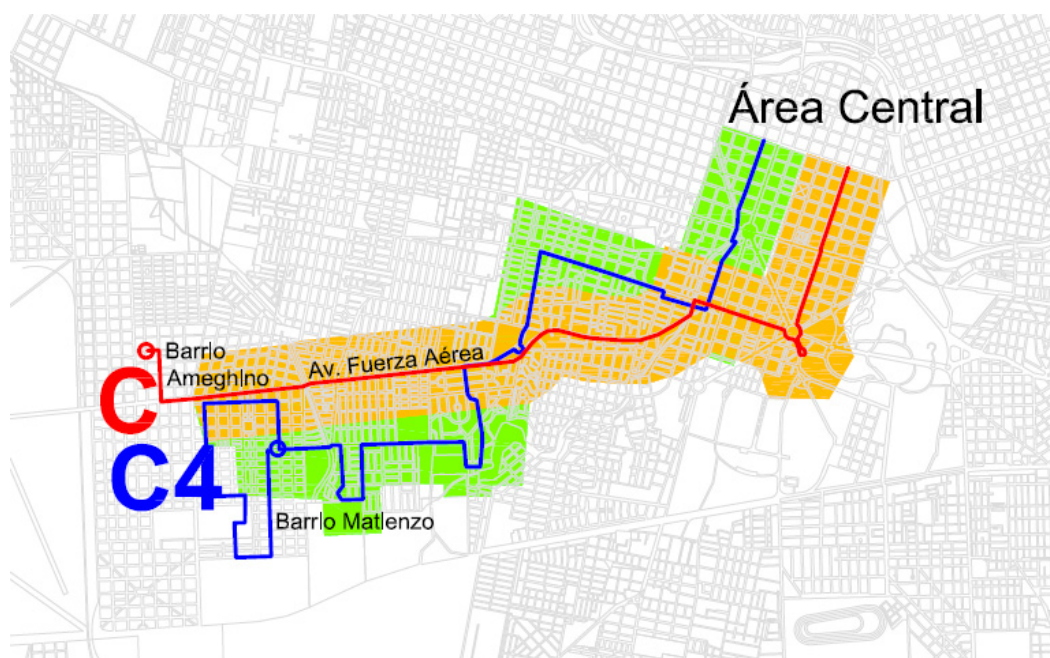 Área Central
Barrio
Ameghino
Av. Fuerza Aérea
C
C4
Barrio Matienzo